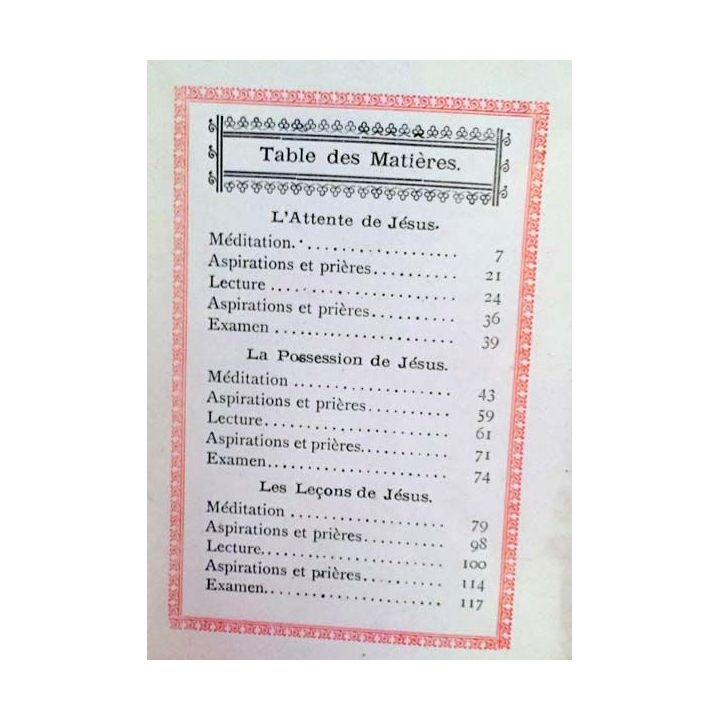 Table des Matières.
L'Attente de Jésus.
Méditation. . . . . . . . . . . . . . . . . . 7
Aspirations et prières. . . . . . . . . . 21
Lecture . . . . . . . . . . . . . . . . . . . . 24
Aspirations et prières. . . . . . . . . . 36
Examen . . . . . . . . . . . . . . . . . . . 39
La Possession de Jésus.
Méditation . . . . . . . . . . . . . . . . . 43
Aspirations et prières. . . . . . . . . . 59
Lecture. . . . . . . . . . . . . . . . . . . . 61
Aspirations et prières. . . . . . . . . . 71
Examen. . . . . . . . . . . . . . . . . . . 74
Les Leçons de Jésus.
Méditation . . . . . . . . . . . . . . . . . 79
Aspirations et prières. . . . . . . . . . 98
Lecture. . . . . . . . . . . . . . . . . . . . 100
Aspirations et prières. . . . . . . . . . 114
Examen. . . . . . . . . . . . . . . . . . . 117